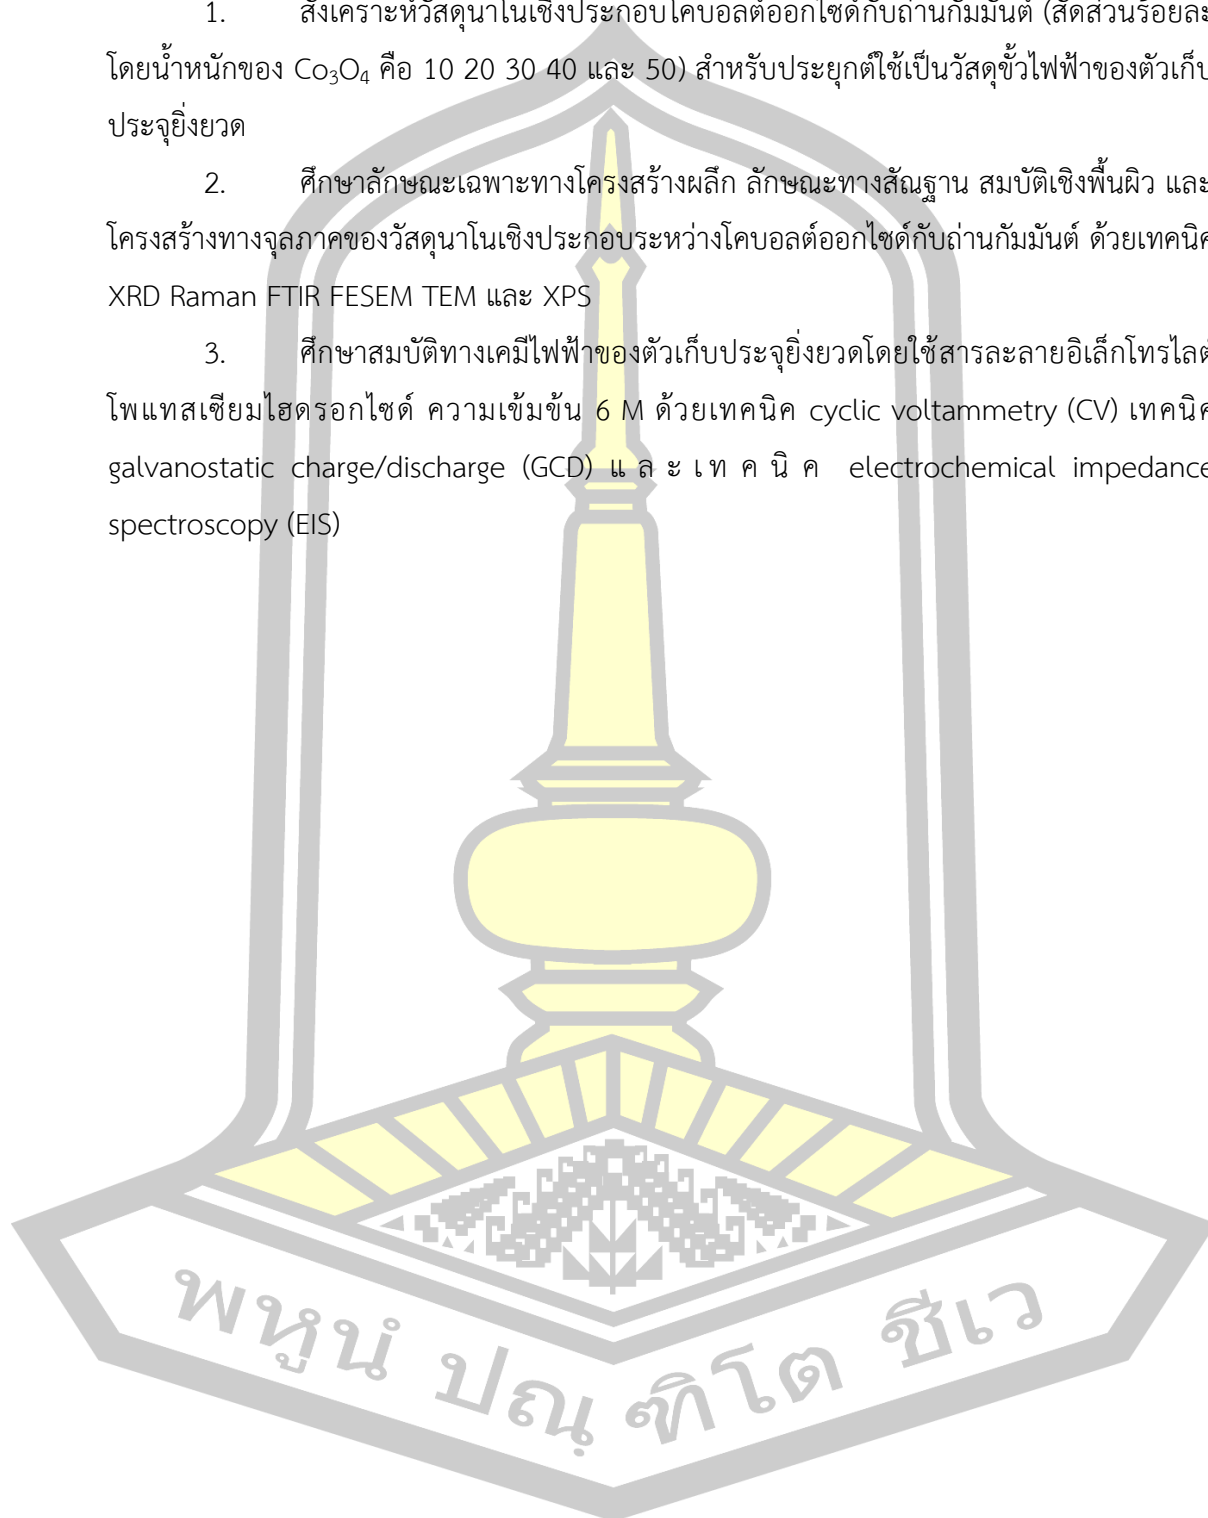 1. สังเคราะห์วัสดุนาโนเชิงประกอบโคบอลต์ออกไซด์กับถ่านกัมมันต์ (สัดส่วนร้อยละ
โดยน้ำหนักของ Co₃O₄ คือ 10 20 30 40 และ 50) สำหรับประยุกต์ใช้เป็นวัสดุขั้วไฟฟ้าของตัวเก็บ
ประจุยิ่งยวด
2. ศึกษาลักษณะเฉพาะทางโครงสร้างผลึก ลักษณะทางสัณฐาน สมบัติเชิงพื้นผิว และ
โครงสร้างทางจุลภาคของวัสดุนาโนเชิงประกอบระหว่างโคบอลต์ออกไซด์กับถ่านกัมมันต์ ด้วยเทคนิค
XRD Raman FTIR FESEM TEM และ XPS
3. ศึกษาสมบัติทางเคมีไฟฟ้าของตัวเก็บประจุยิ่งยวดโดยใช้สารละลายอิเล็กโทรไลต์
โพแทสเซียมไฮดรอกไซด์ ความเข้มข้น 6 M ด้วยเทคนิค cyclic voltammetry (CV) เทคนิค
galvanostatic charge/discharge (GCD) และเทคนิค electrochemical impedance
spectroscopy (EIS)
พหูนํ ปณฺฑิโต ชีเว